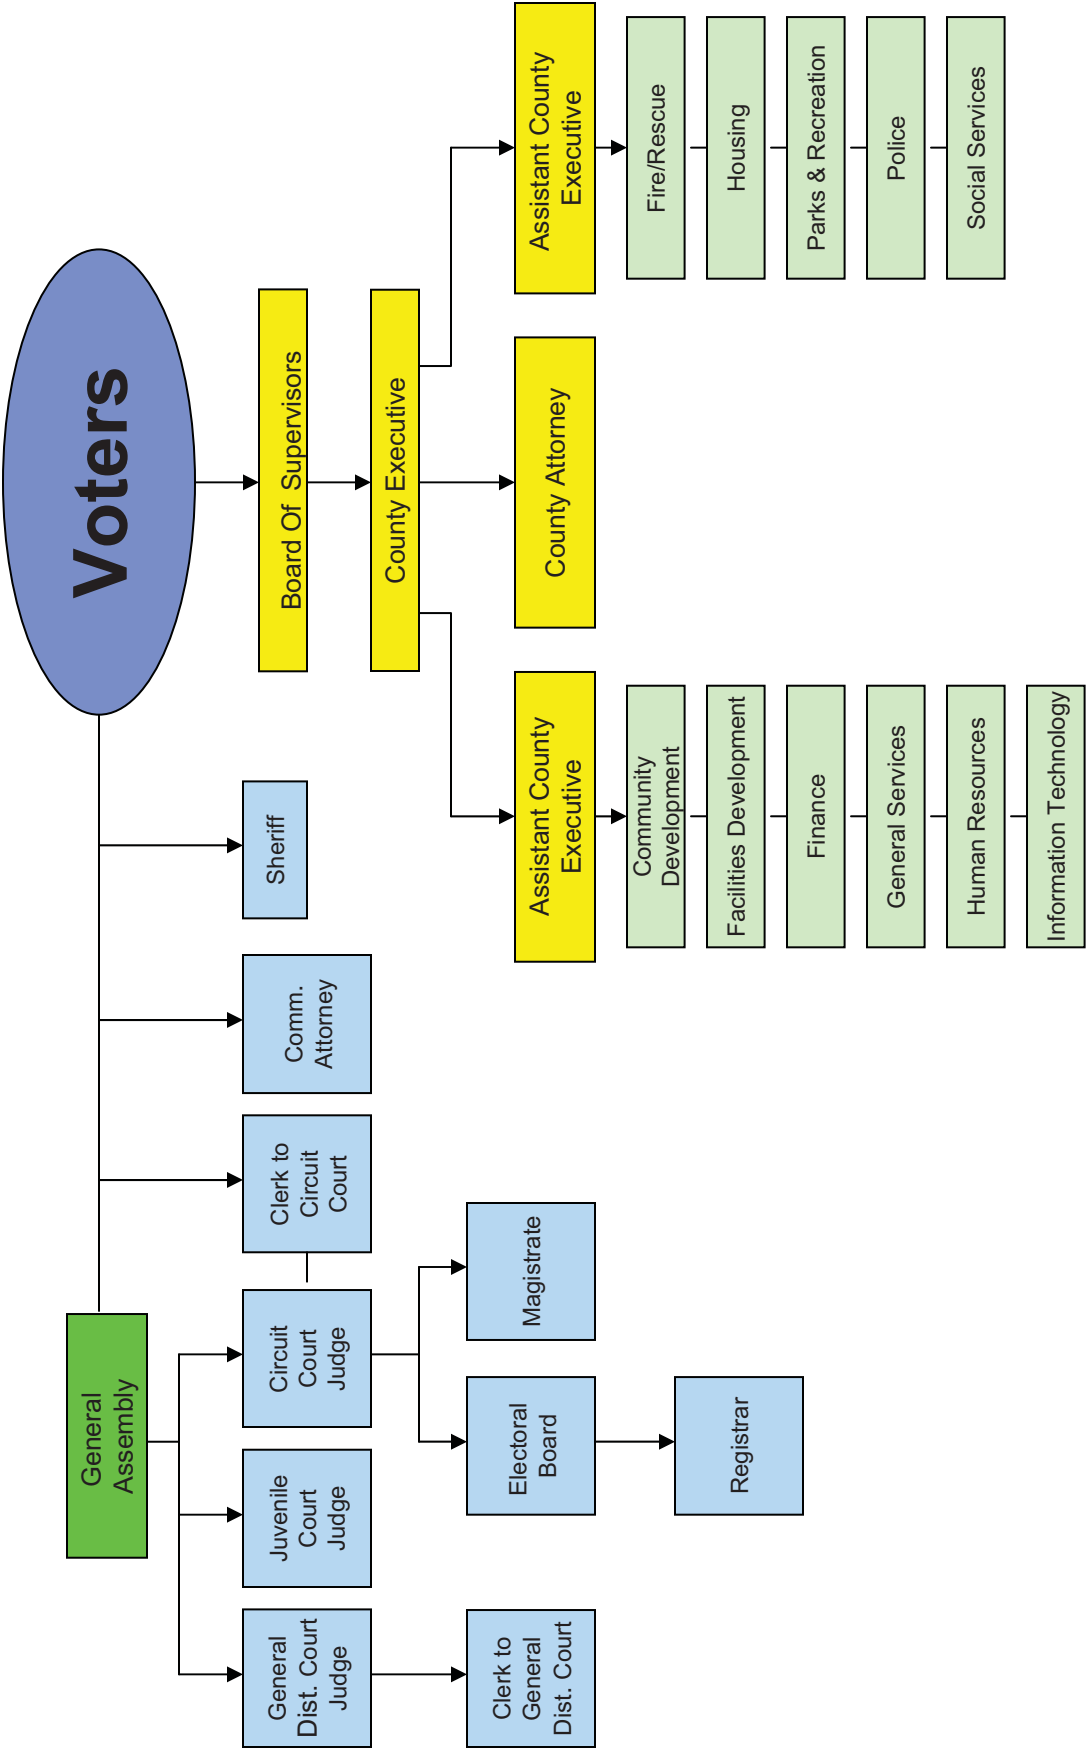 Voters
General
Assembly
Board Of  Supervisors
County Executive
General
Dist. Court
Judge
Juvenile
Court
Judge
Circuit
Court
Judge
Clerk to
Circuit
Court
Comm.
Attorney
Sheriff
Clerk to
General
Dist. Court
Electoral
Board
Magistrate
Registrar
Assistant County
Executive
County Attorney
Assistant County
Executive
Community
Development
Facilities Development
Finance
General Services
Human Resources
Information Technology
Fire/Rescue
Housing
Parks & Recreation
Police
Social Services